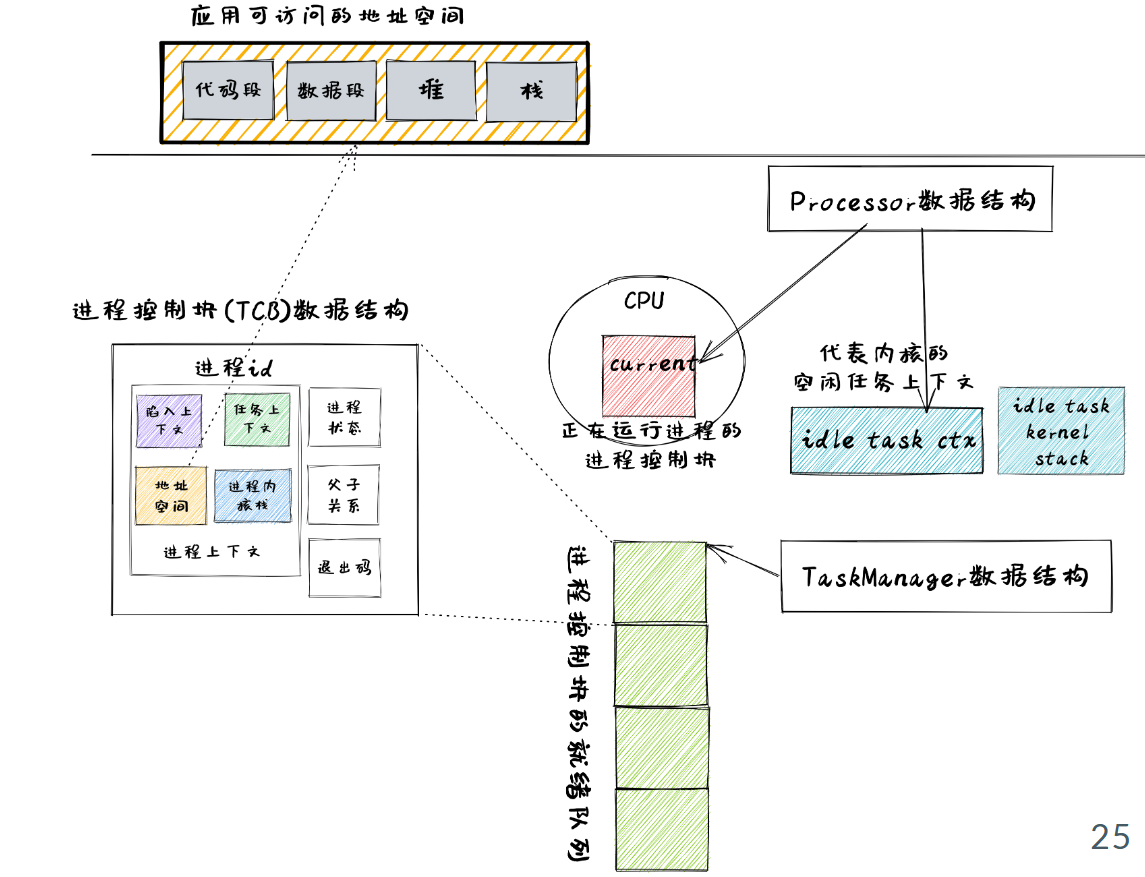 应用可访问的地址空间
代码段
数据段
堆
栈
Processor数据结构
进程控制块(TCB)数据结构
CPU
current
正在运行进程的
进程控制块
代表内核的
空闲任务上下文
idle task ctx
idle task
kernel
stack
进程id
陷入上
下文
任务上
下文
进程
状态
地址
空间
进程内
核栈
父子
关系
进程上下文
退出码
进程控制块的就绪队列
TaskManager数据结构
25